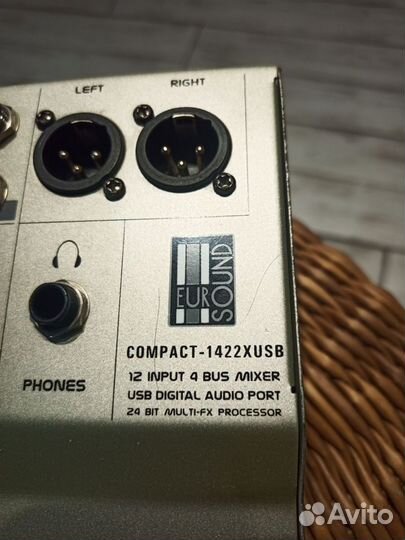 LEFT
RIGHT
EURO
SOUND
COMPACT-1422XUSB
PHONES
12 INPUT 4 BUS MIXER
USB DIGITAL AUDIO PORT
24 BIT MULTI-FX PROCESSOR
Avito